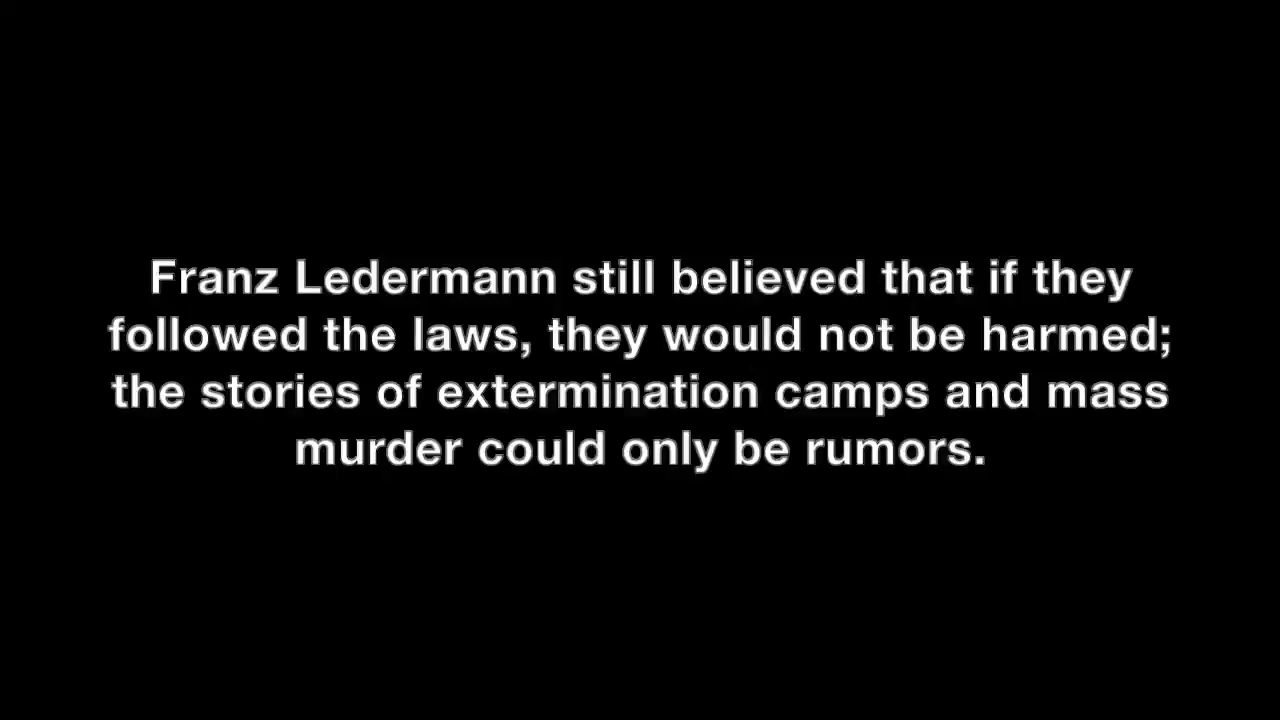 Franz Ledermann still believed that if they
followed the laws, they would not be harmed;
the stories of extermination camps and mass
murder could only be rumors.